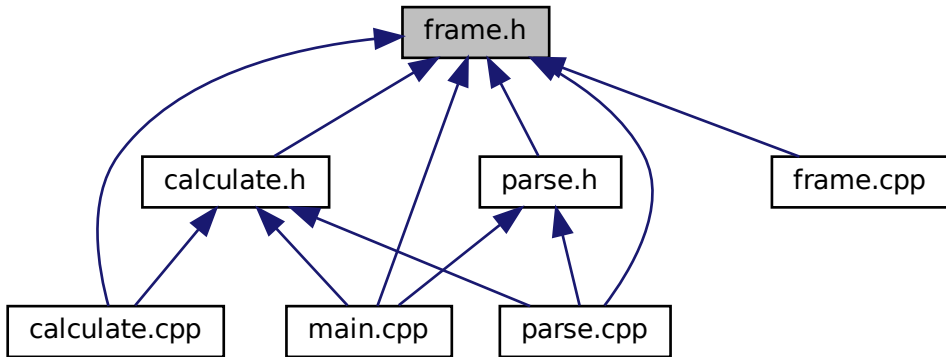 frame.h
calculate.h
parse.h
frame.cpp
calculate.cpp
main.cpp
parse.cpp